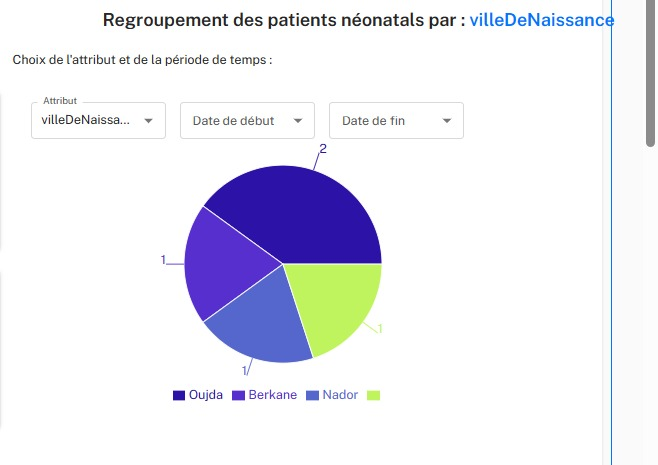 Regroupement des patients néonatals par : villeDeNaissance
Choix de l'attribut et de la période de temps :
Attribut
villeDeNaissa...
Date de début
Date de fin
2
1
1
1
Oujda
Berkane
Nador